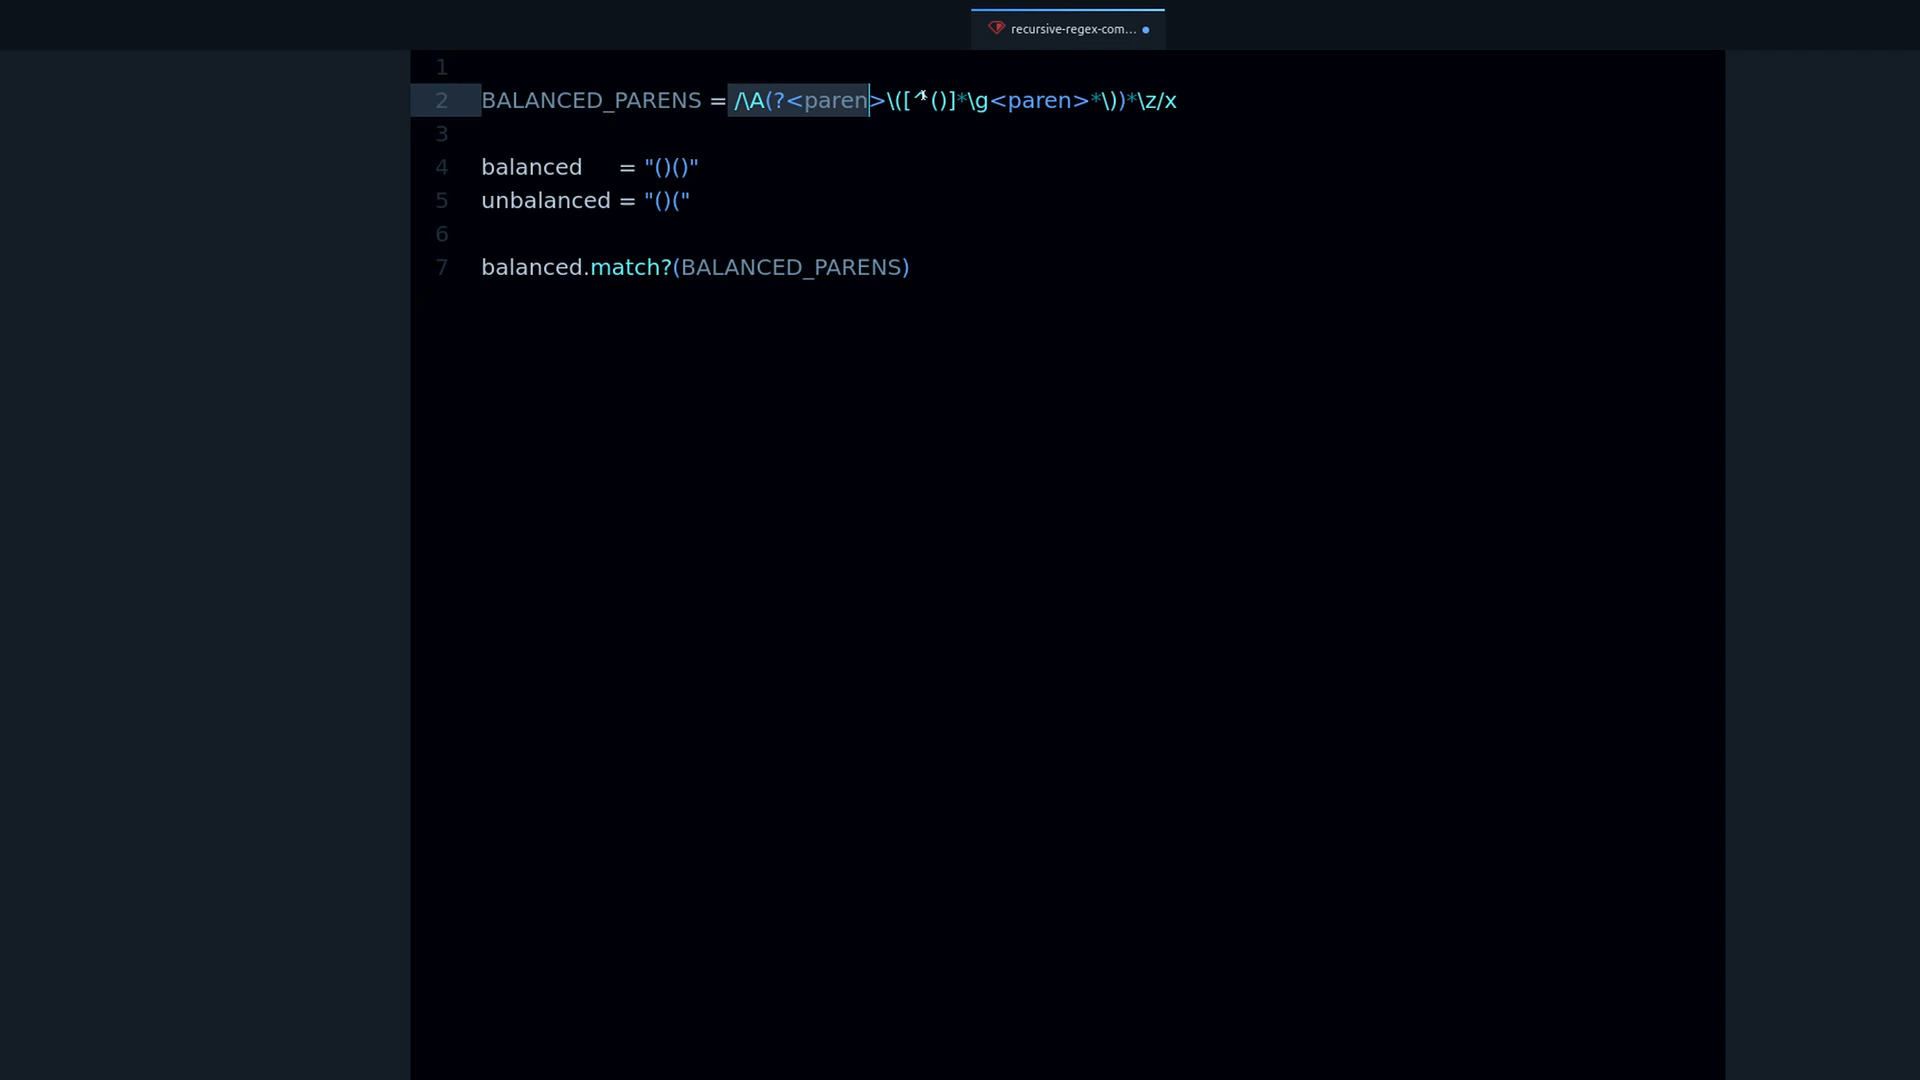 recursive-regex-com...
1
2 BALANCED_PARENS = /\A(?<paren>\([^()]*\g<paren>*\))*\z/x
3
4 balanced = "()()"
5 unbalanced = "()("
6
7 balanced.match?(BALANCED_PARENS)